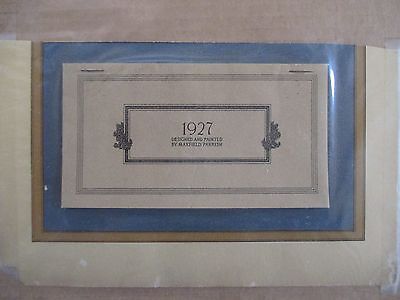 1927
DESIGNED AND PAINTED
BY MAXFIELD PARRISH